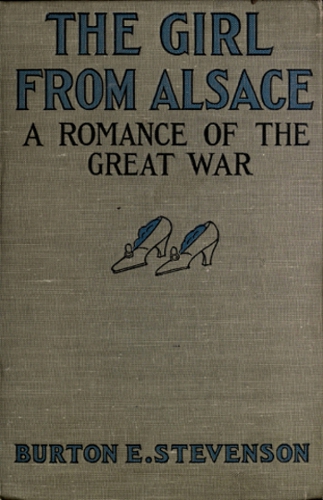 THE GIRL
FROM ALSACE
A ROMANCE OF THE
GREAT WAR
BURTON E. STEVENSON